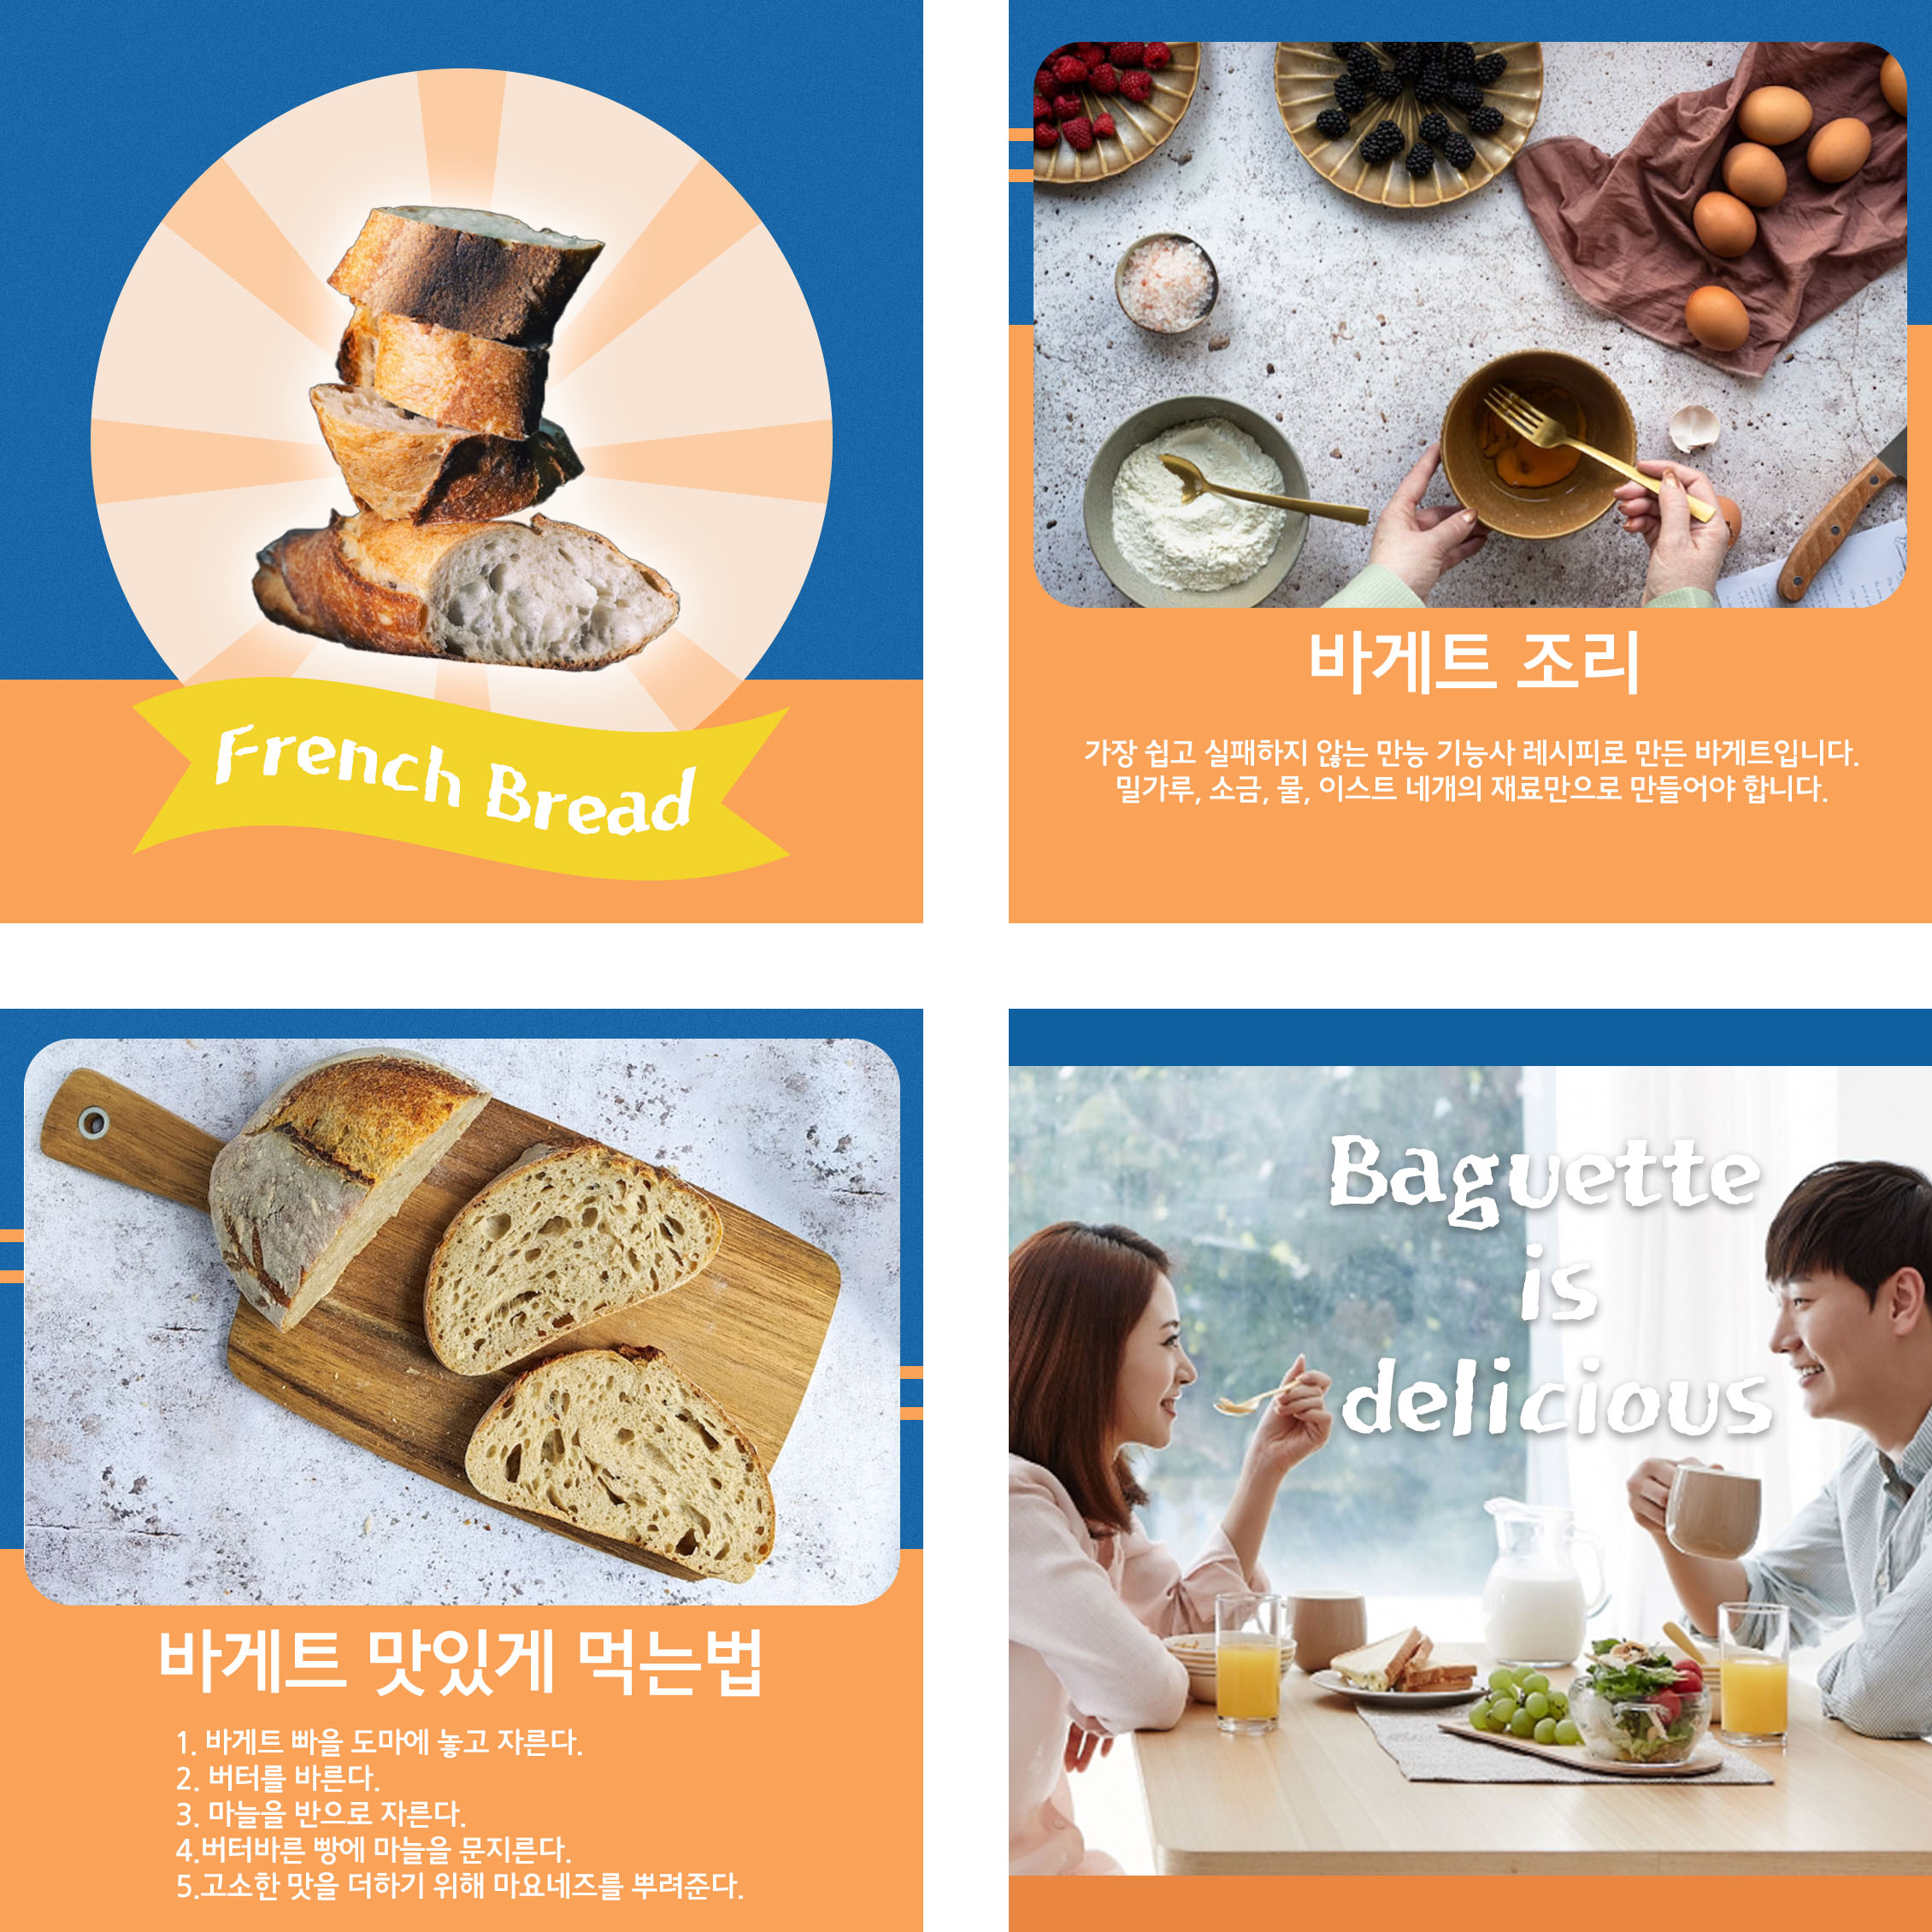 French Bread
바게트 조리
가장 쉽고 실패하지 않는 만능 기능사 레시피로 만든 바게트입니다.
밀가루, 소금, 물, 이스트 네개의 재료만으로 만들어야 합니다.
바게트 맛있게 먹는법
1. 바게트 빠을 도마에 놓고 자른다.
2. 버터를 바른다.
3. 마늘을 반으로 자른다.
4.버터바른 빵에 마늘을 문지른다.
5.고소한 맛을 더하기 위해 마요네즈를 뿌려준다.
Baguette
is
delicious